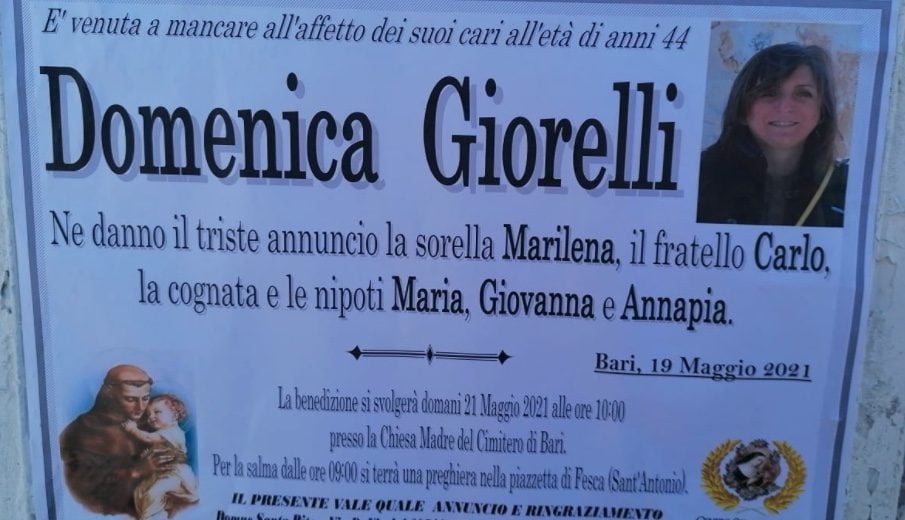 E' venuta a mancare all'affetto dei suoi cari all'età di anni 44
Domenica Giorelli
Ne danno il triste annuncio la sorella Marilena, il fratello Carlo,
la cognata e le nipoti Maria, Giovanna e Annapia.
Bari, 19 Maggio 2021
La benedizione si svolgerà domani 21 Maggio 2021 alle ore 10:00
presso la Chiesa Madre del Cimitero di Bari.
Per la salma dalle ore 09:00 si terrà una preghiera nella piazzetta di Fesca (Sant'Antonio).
IL PRESENTE VALE QUALE ANNUNCIO E RINGRAZIAMENTO